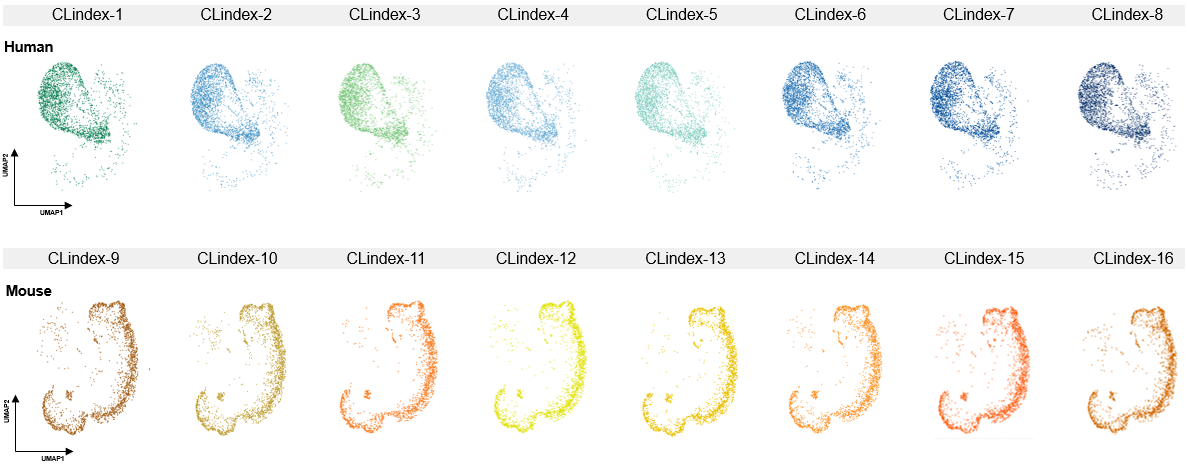 CLindex-1 CLindex-2 CLindex-3 CLindex-4 CLindex-5 CLindex-6 CLindex-7 CLindex-8
Human
UMAP2
UMAP1
CLindex-9 CLindex-10 CLindex-11 CLindex-12 CLindex-13 CLindex-14 CLindex-15 CLindex-16
Mouse
UMAP2
UMAP1